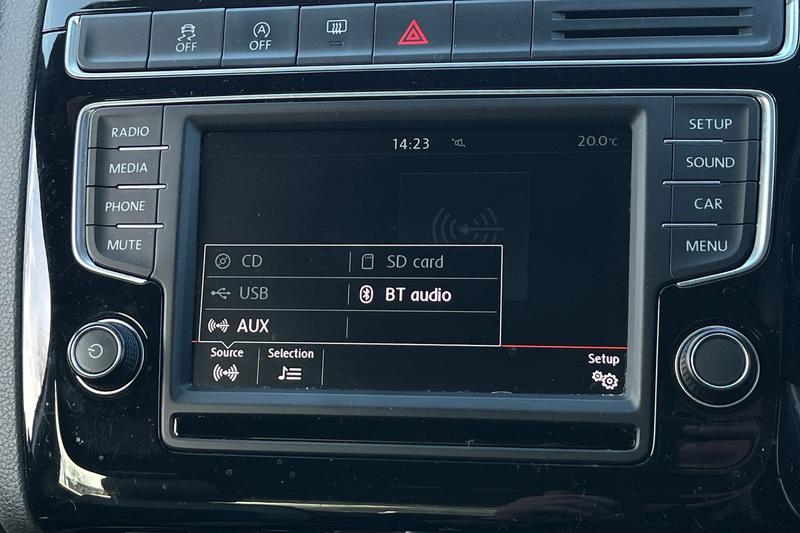 OFF
OFF
RADIO
MEDIA
PHONE
MUTE
14:23
20.0°C
CD
SD card
USB
BT audio
AUX
Source
Selection
Setup
SETUP
SOUND
CAR
MENU